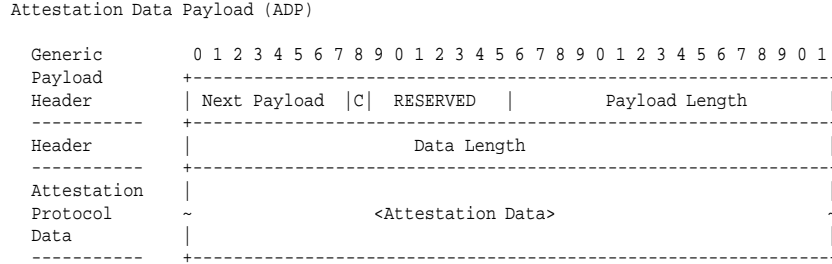 Attestation Data Payload (ADP)
Generic 0 1 2 3 4 5 6 7 8 9 0 1 2 3 4 5 6 7 8 9 0 1 2 3 4 5 6 7 8 9 0 1
Payload +---------------------------------------------------------------
Header | Next Payload |C| RESERVED | Payload Length |
----------- +---------------------------------------------------------------
Header | Data Length |
----------- +---------------------------------------------------------------
Attestation | |
Protocol ~ <Attestation Data> ~
Data | |
----------- +---------------------------------------------------------------